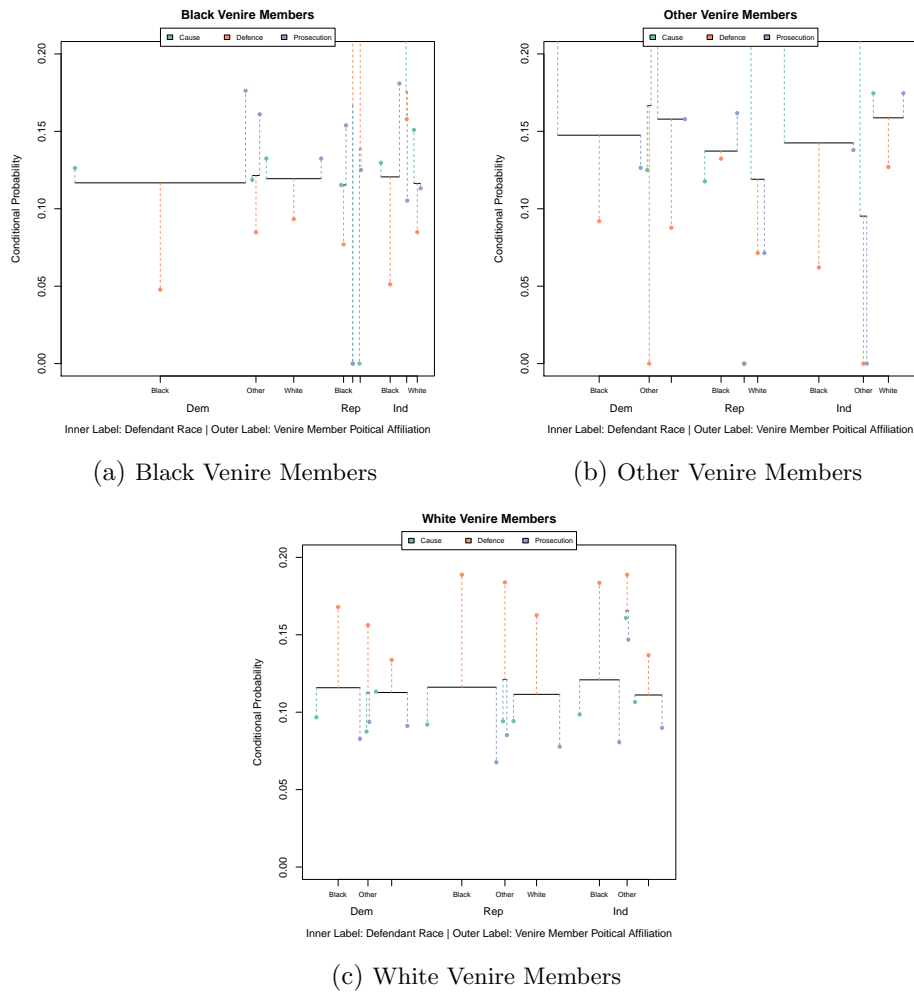 Black Venire Members
Cause Defence Prosecution
Conditional Probability
0.20
0.15
0.10
0.05
0.00
Black Other White Black Black White
Dem Rep Ind
Inner Label: Defendant Race | Outer Label: Venire Member Poitical Affiliation
(a) Black Venire Members
Other Venire Members
Cause Defence Prosecution
Conditional Probability
0.20
0.15
0.10
0.05
0.00
Black Other Black White Black Other White
Dem Rep Ind
Inner Label: Defendant Race | Outer Label: Venire Member Poitical Affiliation
(b) Other Venire Members
White Venire Members
Cause Defence Prosecution
Conditional Probability
0.20
0.15
0.10
0.05
0.00
Black Other Black Other White Black Other
Dem Rep Ind
Inner Label: Defendant Race | Outer Label: Venire Member Poitical Affiliation
(c) White Venire Members